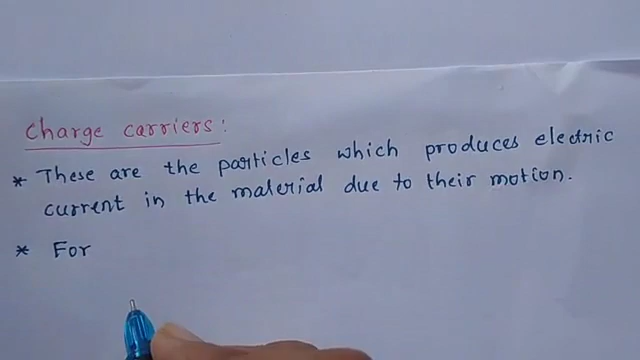 Charge carriers:
* These are the particles which produces electric
current in the material due to their motion.
* For